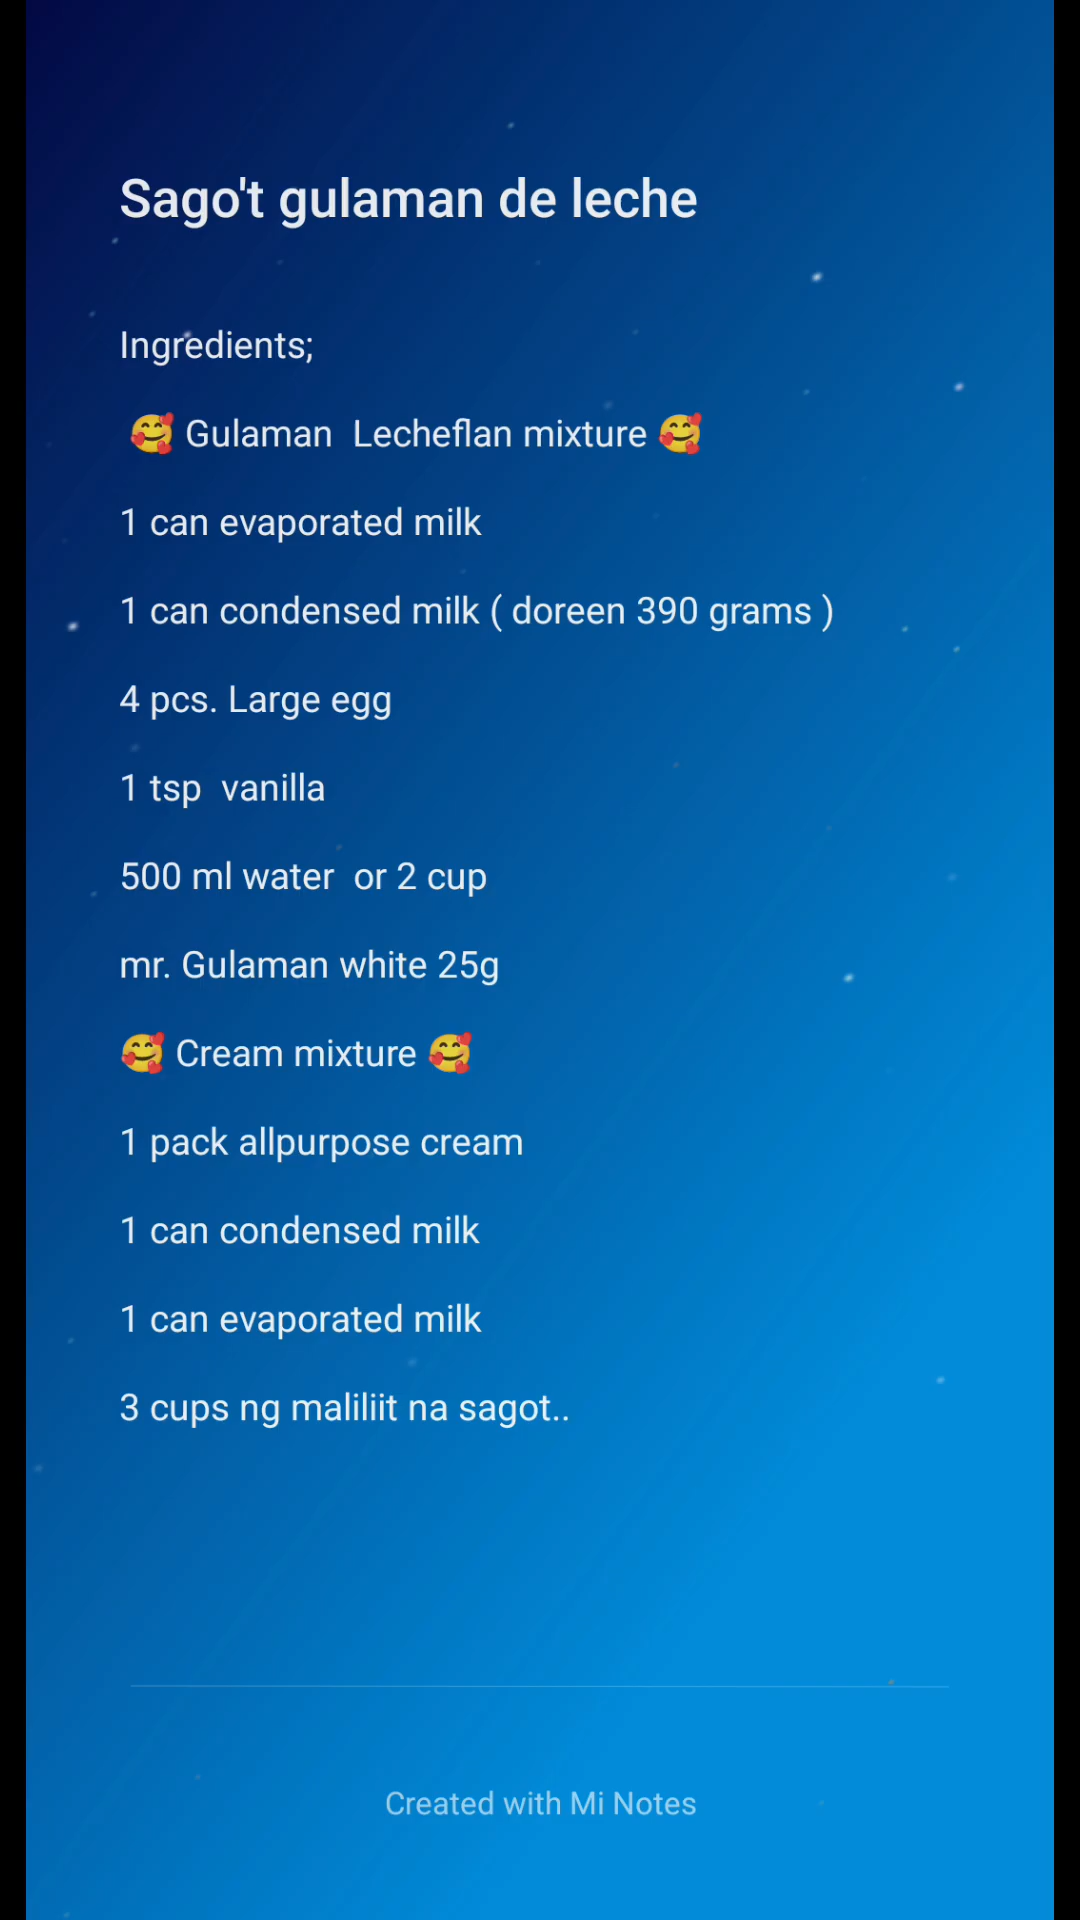 Sago't gulaman de leche
Ingredients;
🥰 Gulaman  Lecheflan mixture 🥰
1 can evaporated milk
1 can condensed milk ( doreen 390 grams )
4 pcs. Large egg
1 tsp  vanilla
500 ml water  or 2 cup
mr. Gulaman white 25g
🥰 Cream mixture 🥰
1 pack allpurpose cream
1 can condensed milk
1 can evaporated milk
3 cups ng maliliit na sagot..
Created with Mi Notes